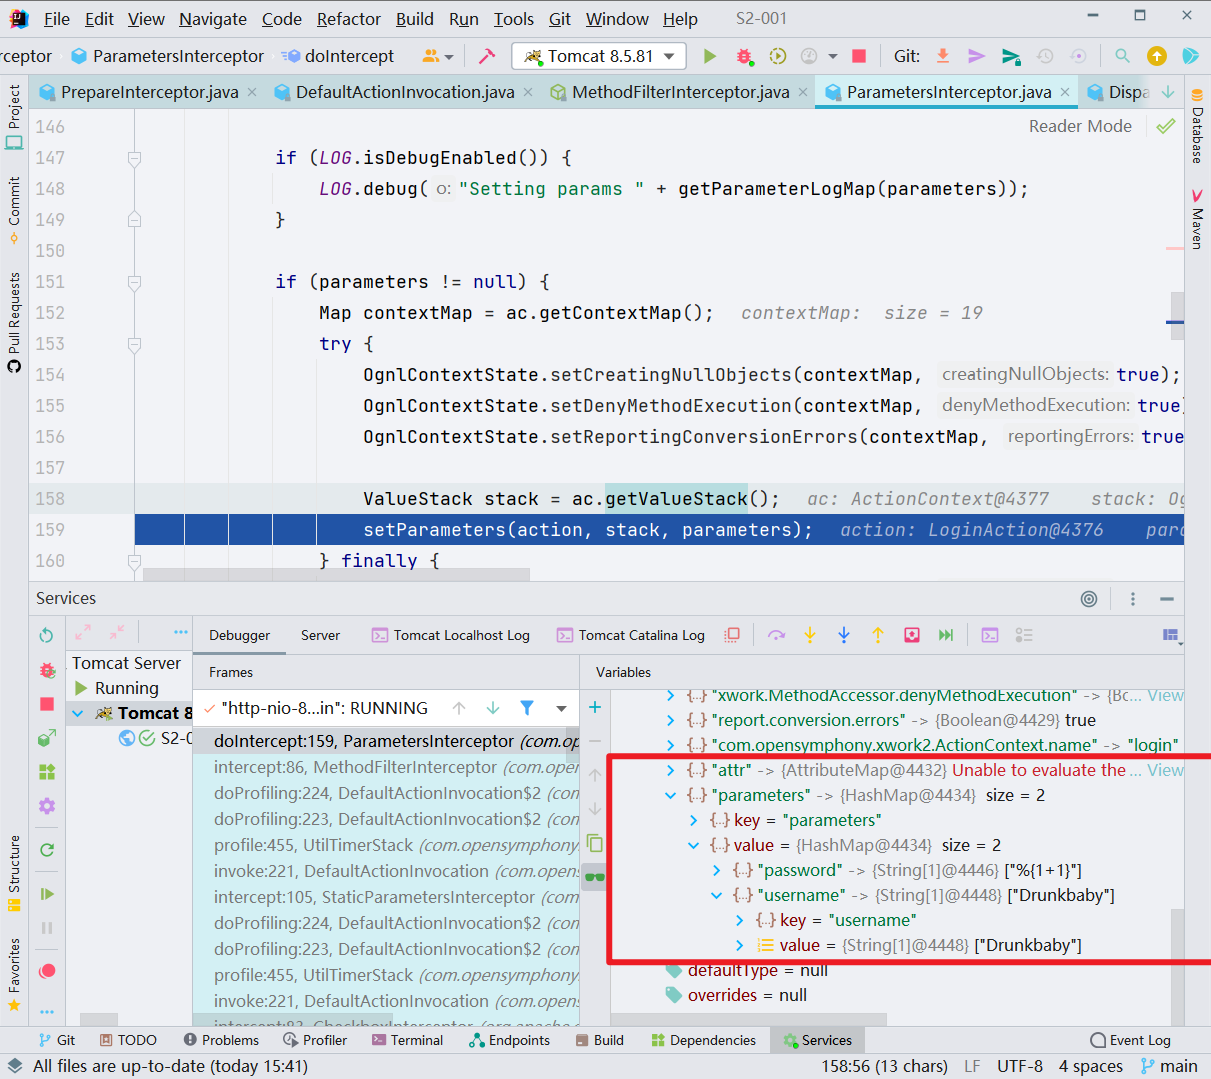 File Edit View Navigate Code Refactor Build Run Tools Git Window Help S2-001
rceptor ParametersInterceptor doIntercept Tomcat 8.5.81 Git:
PrepareInterceptor.java DefaultActionInvocation.java MethodFilterInterceptor.java ParametersInterceptor.java Dispa
Project
Commit
Pull Requests
Structure
Favorites
Database
Maven
Reader Mode
146
147 if (LOG.isDebugEnabled()) {
148 LOG.debug( o: "Setting params " + getParameterLogMap(parameters));
149 }
150
151 if (parameters != null) {
152 Map contextMap = ac.getContextMap(); contextMap: size = 19
153 try {
154 OgnlContextState.setCreatingNullObjects(contextMap, creatingNullObjects: true);
155 OgnlContextState.setDenyMethodExecution(contextMap, denyMethodExecution: true)
156 OgnlContextState.setReportingConversionErrors(contextMap, reportingErrors: true
157
158 ValueStack stack = ac.getValueStack(); ac: ActionContext@4377 stack: Og
159 setParameters(action, stack, parameters); action: LoginAction@4376 para
160 } finally {
Services
Debugger Server Tomcat Localhost Log Tomcat Catalina Log
Tomcat Server
Running
Tomcat 8
S2-0
Frames
"http-nio-8...in": RUNNING
doIntercept:159, ParametersInterceptor (com.op
intercept:86, MethodFilterInterceptor (com.open
doProfiling:224, DefaultActionInvocation$2 (com
doProfiling:223, DefaultActionInvocation$2 (com
profile:455, UtilTimerStack (com.opensymphony.
invoke:221, DefaultActionInvocation (com.opens
intercept:105, StaticParametersInterceptor (com
doProfiling:224, DefaultActionInvocation$2 (com
doProfiling:223, DefaultActionInvocation$2 (com
profile:455, UtilTimerStack (com.opensymphony.
invoke:221, DefaultActionInvocation (com.opens
intercept:83, CheckboxInterceptor (org.apache.
Variables
"xwork.MethodAccessor.denyMethodExecution" -> {Bc... View
"report.conversion.errors" -> {Boolean@4429} true
"com.opensymphony.xwork2.ActionContext.name" -> "login"
"attr" -> {AttributeMap@4432} Unable to evaluate the ... View
"parameters" -> {HashMap@4434} size = 2
key = "parameters"
value = {HashMap@4434} size = 2
"password" -> {String[1]@4446} ["%{1+1}"]
"username" -> {String[1]@4448} ["Drunkbaby"]
key = "username"
value = {String[1]@4448} ["Drunkbaby"]
defaultType = null
overrides = null
Git TODO Problems Profiler Terminal Endpoints Build Dependencies Services Event Log
All files are up-to-date (today 15:41) 158:56 (13 chars) LF UTF-8 4 spaces main